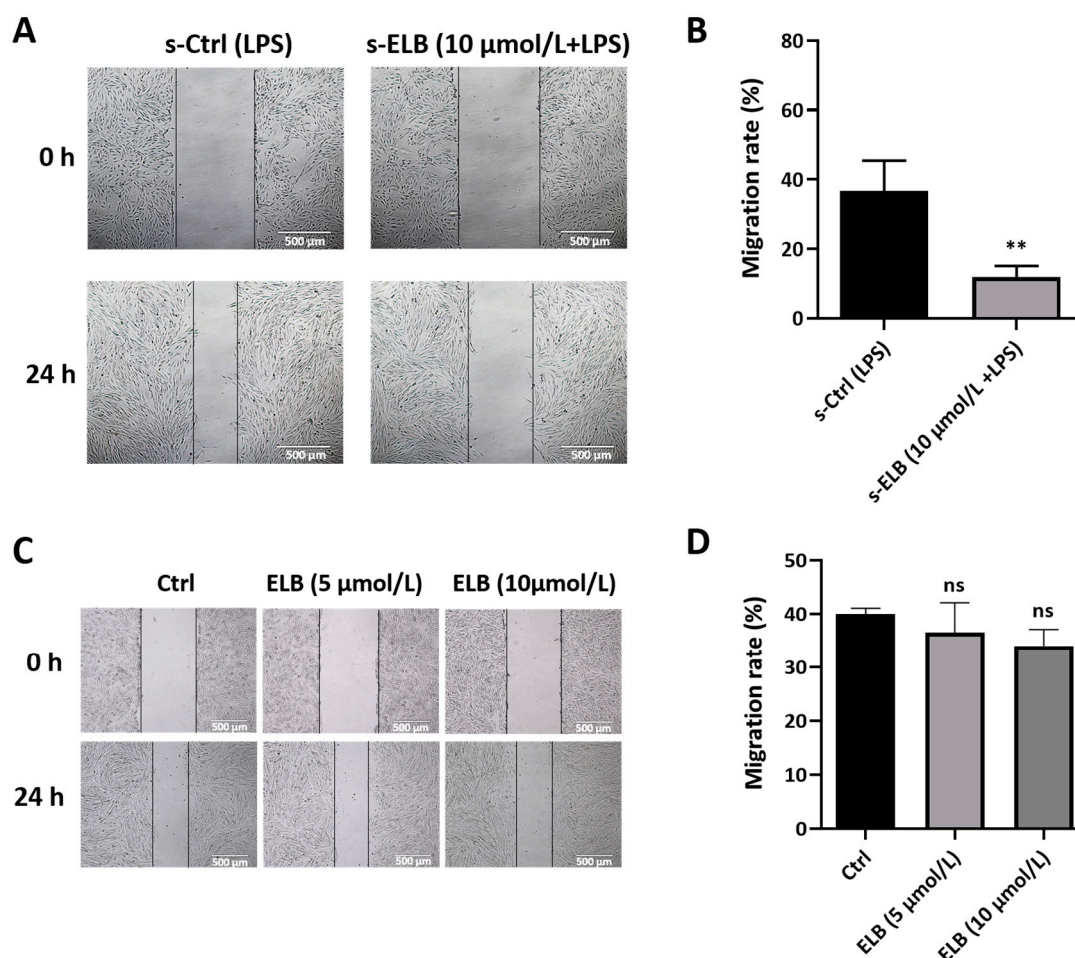 A
s-Ctrl (LPS)
s-ELB (10 µmol/L+LPS)
0 h
500 µm
500 µm
24 h
500 µm
500 µm
B
Migration rate (%)
80
60
40
20
0
**
s-Ctrl (LPS)
s-ELB (10 µmol/L +LPS)
C
Ctrl
ELB (5 µmol/L)
ELB (10µmol/L)
0 h
500 µm
500 µm
500 µm
24 h
500 µm
500 µm
500 µm
D
Migration rate (%)
50
40
30
20
10
0
ns
ns
Ctrl
ELB (5 µmol/L)
ELB (10 µmol/L)